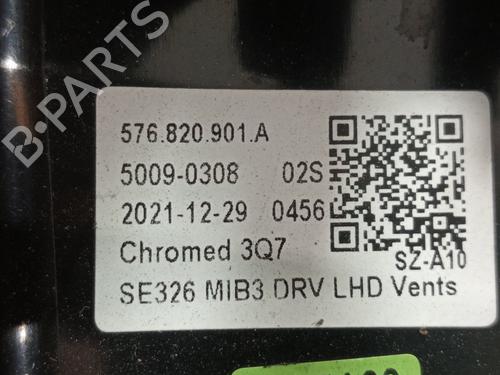 576.820.901.A
5009-0308 02S
2021-12-29 0456
Chromed 3Q7 SZ-A10
SE326 MIB3 DRV LHD Vents